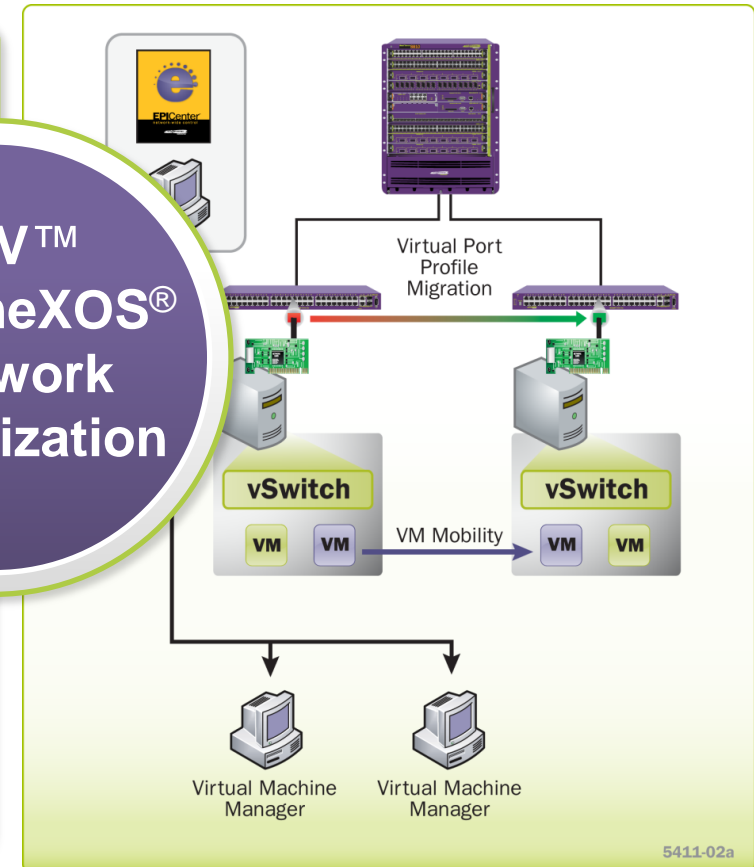 EPICenter
V™
neXOS®
work
ization
Virtual Port
Profile
Migration
vSwitch
vSwitch
VM
VM
VM Mobility
VM
VM
Virtual Machine
Manager
Virtual Machine
Manager
5411-02a